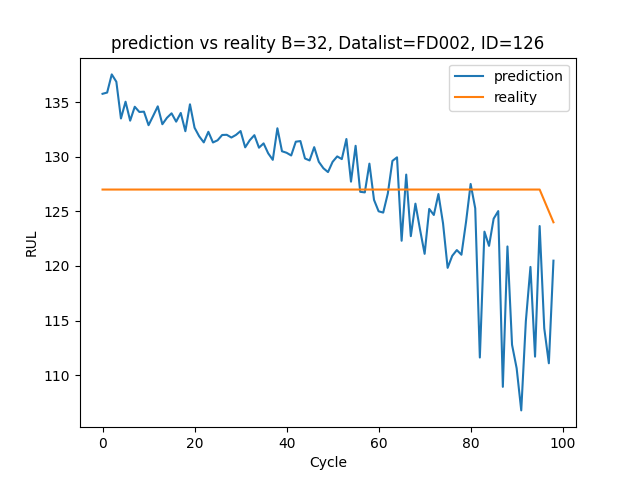 prediction vs reality B=32, Datalist=FD002, ID=126
prediction
reality
RUL
135
130
125
120
115
110
0 20 40 60 80 100
Cycle